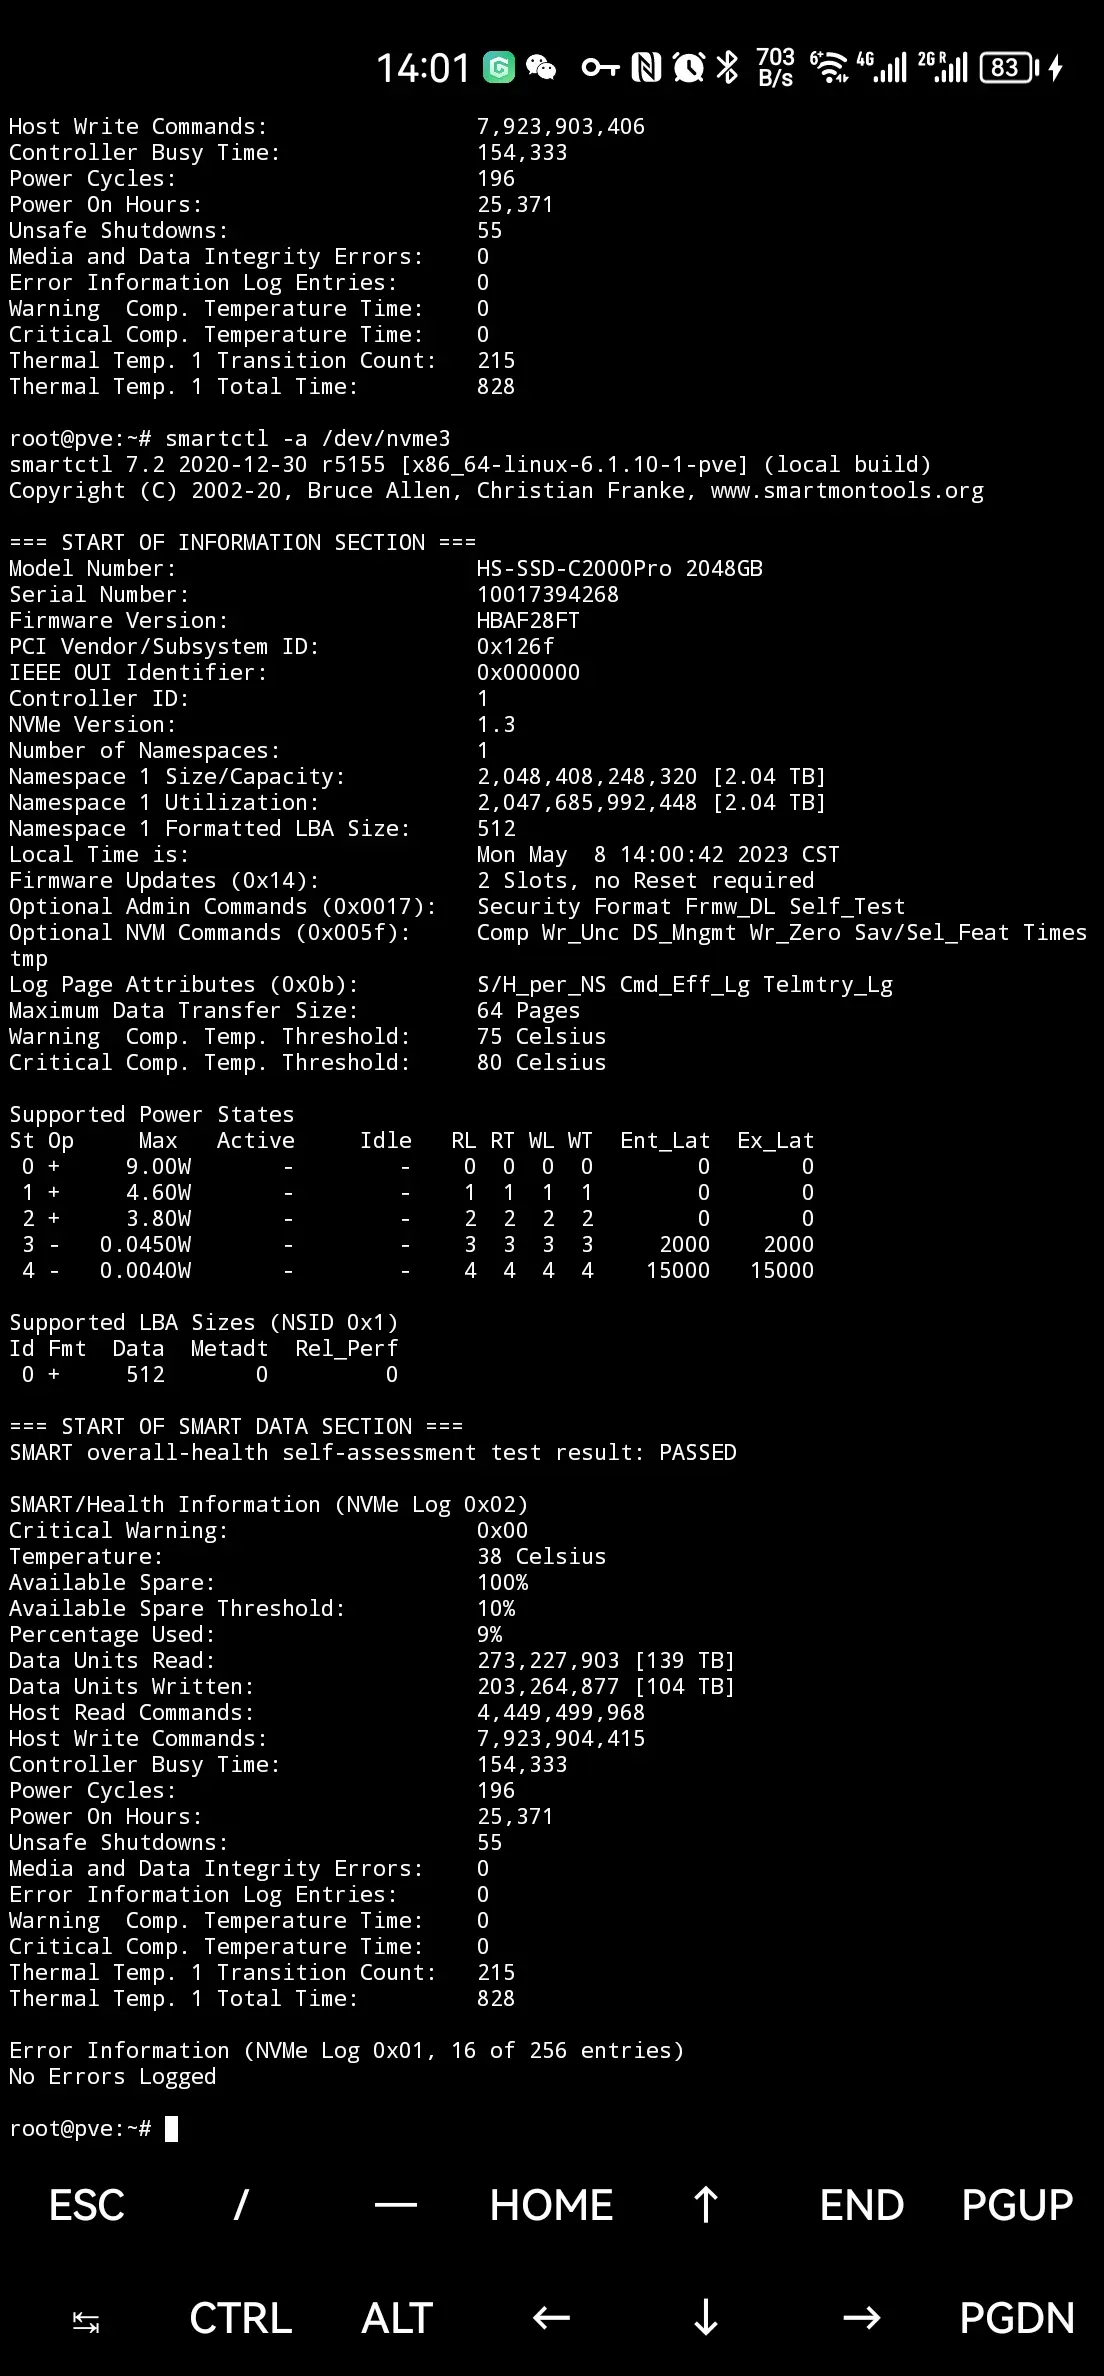 14:01 703 B/s 6+ 4G 2G R 83
Host Write Commands: 7,923,903,406
Controller Busy Time: 154,333
Power Cycles: 196
Power On Hours: 25,371
Unsafe Shutdowns: 55
Media and Data Integrity Errors: 0
Error Information Log Entries: 0
Warning  Comp. Temperature Time: 0
Critical Comp. Temperature Time: 0
Thermal Temp. 1 Transition Count: 215
Thermal Temp. 1 Total Time: 828
root@pve:~# smartctl -a /dev/nvme3
smartctl 7.2 2020-12-30 r5155 [x86_64-linux-6.1.10-1-pve] (local build)
Copyright (C) 2002-20, Bruce Allen, Christian Franke, www.smartmontools.org
=== START OF INFORMATION SECTION ===
Model Number: HS-SSD-C2000Pro 2048GB
Serial Number: 10017394268
Firmware Version: HBAF28FT
PCI Vendor/Subsystem ID: 0x126f
IEEE OUI Identifier: 0x000000
Controller ID: 1
NVMe Version: 1.3
Number of Namespaces: 1
Namespace 1 Size/Capacity: 2,048,408,248,320 [2.04 TB]
Namespace 1 Utilization: 2,047,685,992,448 [2.04 TB]
Namespace 1 Formatted LBA Size: 512
Local Time is: Mon May  8 14:00:42 2023 CST
Firmware Updates (0x14): 2 Slots, no Reset required
Optional Admin Commands (0x0017): Security Format Frmw_DL Self_Test
Optional NVM Commands (0x005f): Comp Wr_Unc DS_Mngmt Wr_Zero Sav/Sel_Feat Times
tmp
Log Page Attributes (0x0b): S/H_per_NS Cmd_Eff_Lg Telmtry_Lg
Maximum Data Transfer Size: 64 Pages
Warning  Comp. Temp. Threshold: 75 Celsius
Critical Comp. Temp. Threshold: 80 Celsius
Supported Power States
St Op Max Active Idle RL RT WL WT Ent_Lat Ex_Lat
0 + 9.00W - - 0 0 0 0 0 0
1 + 4.60W - - 1 1 1 1 0 0
2 + 3.80W - - 2 2 2 2 0 0
3 - 0.0450W - - 3 3 3 3 2000 2000
4 - 0.0040W - - 4 4 4 4 15000 15000
Supported LBA Sizes (NSID 0x1)
Id Fmt Data Metadt Rel_Perf
0 + 512 0 0
=== START OF SMART DATA SECTION ===
SMART overall-health self-assessment test result: PASSED
SMART/Health Information (NVMe Log 0x02)
Critical Warning: 0x00
Temperature: 38 Celsius
Available Spare: 100%
Available Spare Threshold: 10%
Percentage Used: 9%
Data Units Read: 273,227,903 [139 TB]
Data Units Written: 203,264,877 [104 TB]
Host Read Commands: 4,449,499,968
Host Write Commands: 7,923,904,415
Controller Busy Time: 154,333
Power Cycles: 196
Power On Hours: 25,371
Unsafe Shutdowns: 55
Media and Data Integrity Errors: 0
Error Information Log Entries: 0
Warning  Comp. Temperature Time: 0
Critical Comp. Temperature Time: 0
Thermal Temp. 1 Transition Count: 215
Thermal Temp. 1 Total Time: 828
Error Information (NVMe Log 0x01, 16 of 256 entries)
No Errors Logged
root@pve:~#
ESC / — HOME ↑ END PGUP
↹ CTRL ALT ← ↓ → PGDN